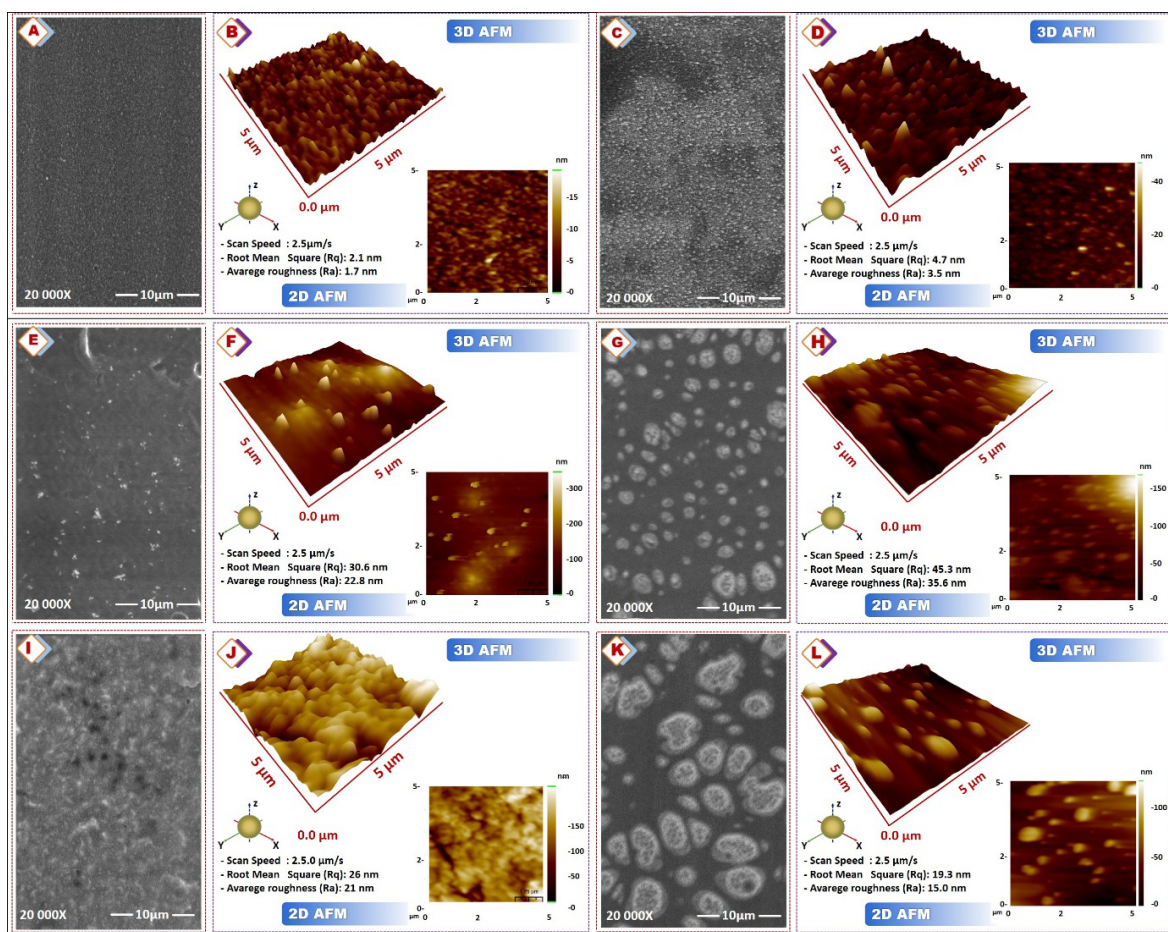 A
20 000X
10µm
B
3D AFM
5 µm
5 µm
0.0 µm
Z
Y
X
- Scan Speed : 2.5µm/s
- Root Mean Square (Rq): 2.1 nm
- Avarege roughness (Ra): 1.7 nm
2D AFM
nm
5-
-15
-10
2-
-5
-0
µm
2
5
C
20 000X
10µm
D
3D AFM
5 µm
5 µm
0.0 µm
Z
Y
X
- Scan Speed : 2.5 µm/s
- Root Mean Square (Rq): 4.7 nm
- Avarege roughness (Ra): 3.5 nm
2D AFM
nm
5-
-40
-20
2-
-0
µm
2
5
E
20 000X
10µm
F
3D AFM
5 µm
5 µm
0.0 µm
Z
Y
X
- Scan Speed : 2.5 µm/s
- Root Mean Square (Rq): 30.6 nm
- Avarege roughness (Ra): 22.8 nm
2D AFM
nm
5-
-300
-200
2-
-100
-0
µm
2
5
G
20 000X
10µm
H
3D AFM
5 µm
5 µm
0.0 µm
Z
Y
X
- Scan Speed : 2.5 µm/s
- Root Mean Square (Rq): 45.3 nm
- Avarege roughness (Ra): 35.6 nm
2D AFM
nm
5-
-150
-100
2-
-50
-0
µm
2
5
I
20 000X
10µm
J
3D AFM
5 µm
5 µm
0.0 µm
Z
Y
X
- Scan Speed : 2.5.0 µm/s
- Root Mean Square (Rq): 26 nm
- Avarege roughness (Ra): 21 nm
2D AFM
nm
5-
-150
-100
2-
-50
-0
µm
2
5
K
20 000X
10µm
L
3D AFM
5 µm
5 µm
0.0 µm
Z
Y
X
- Scan Speed : 2.5 µm/s
- Root Mean Square (Rq): 19.3 nm
- Avarege roughness (Ra): 15.0 nm
2D AFM
nm
5-
-50
2-
-100
-0
µm
2
5